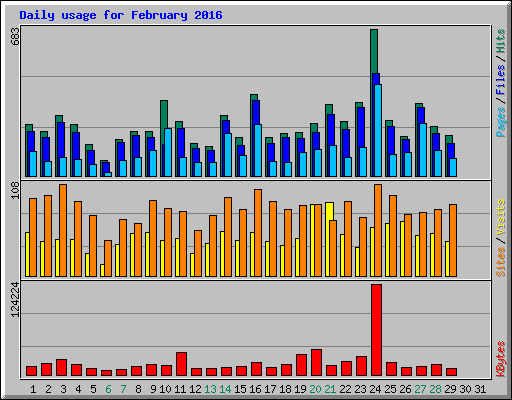 Daily usage for February 2016
683
Pages / Files / Hits
108
Sites / Visits
124224
KBytes
1 2 3 4 5 6 7 8 9 10 11 12 13 14 15 16 17 18 19 20 21 22 23 24 25 26 27 28 29 30 31